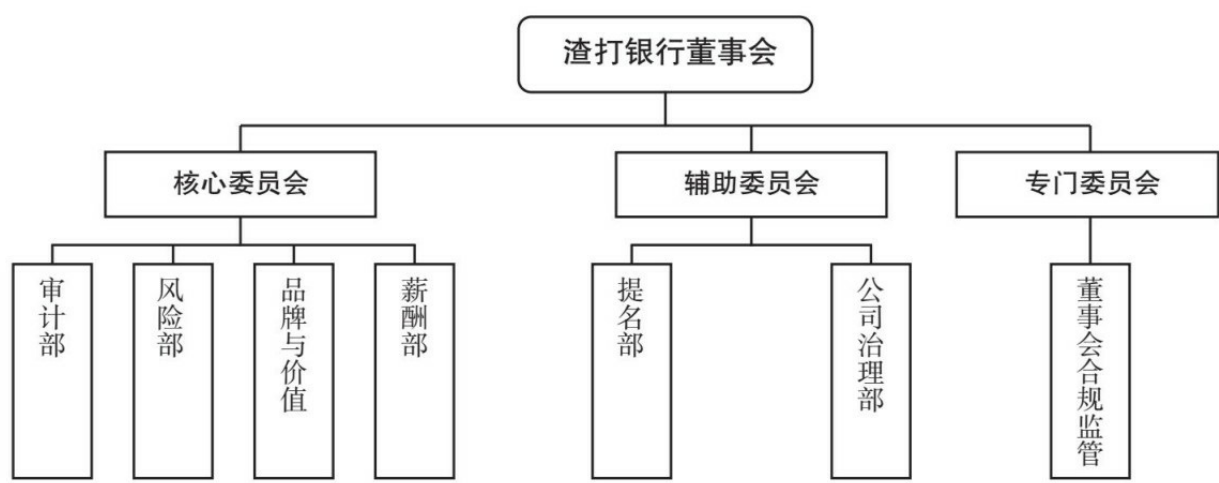 渣打银行董事会
核心委员会
辅助委员会
专门委员会
审计部
风险部
品牌与价值
薪酬部
提名部
公司治理部
董事会合规监管